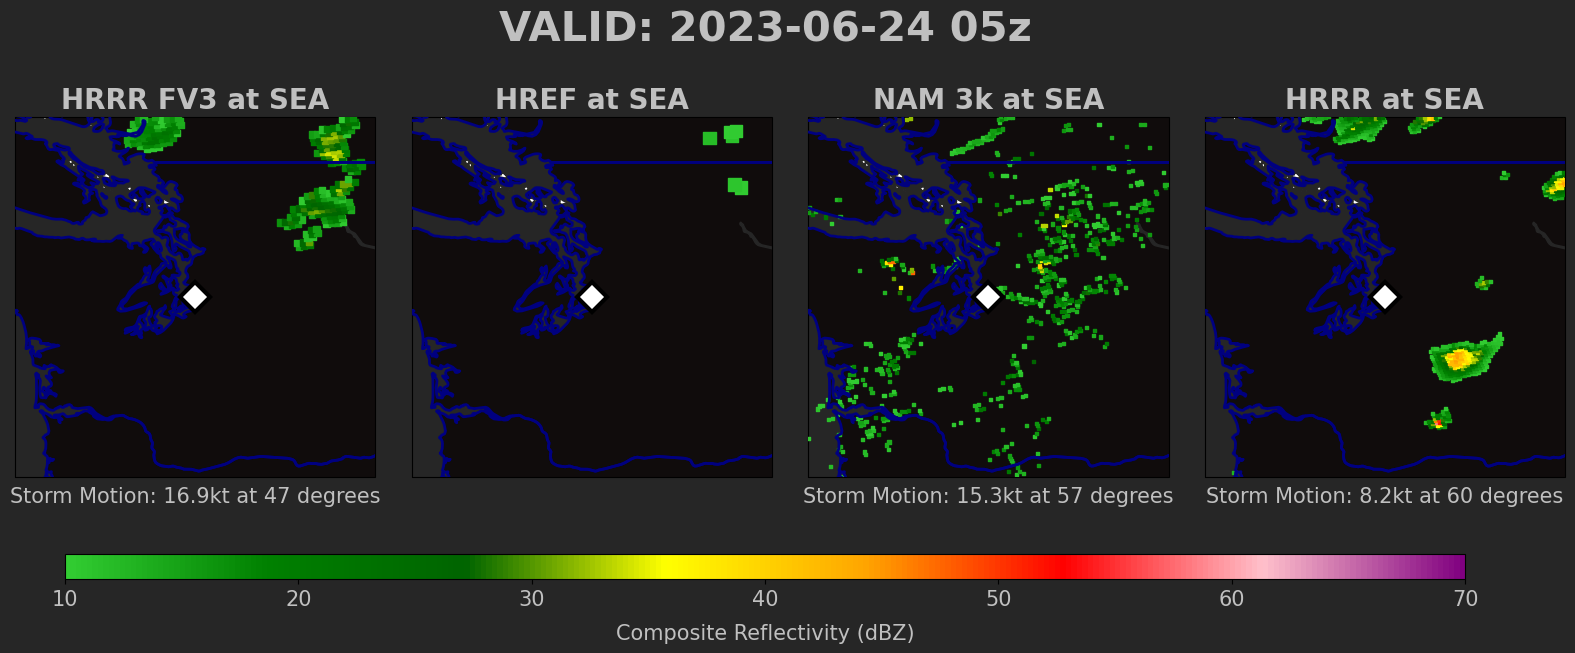 VALID: 2023-06-24 05z
HRRR FV3 at SEA
HREF at SEA
NAM 3k at SEA
HRRR at SEA
Storm Motion: 16.9kt at 47 degrees
Storm Motion: 15.3kt at 57 degrees
Storm Motion: 8.2kt at 60 degrees
10 20 30 40 50 60 70
Composite Reflectivity (dBZ)